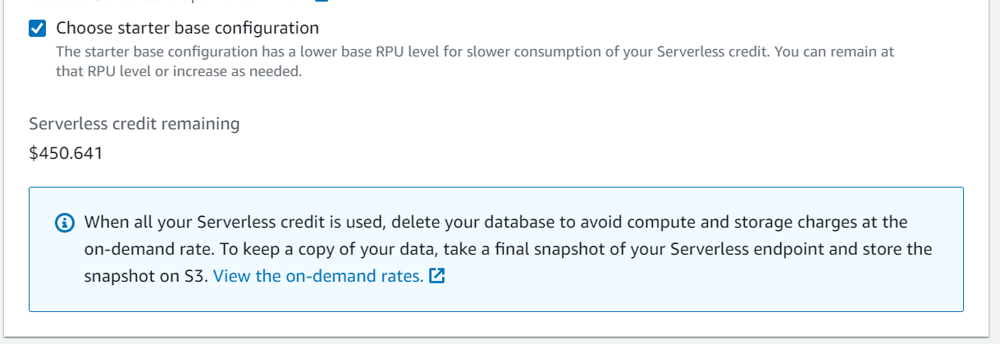 Choose starter base configuration
The starter base configuration has a lower base RPU level for slower consumption of your Serverless credit. You can remain at
that RPU level or increase as needed.
Serverless credit remaining
$450.641
When all your Serverless credit is used, delete your database to avoid compute and storage charges at the
on-demand rate. To keep a copy of your data, take a final snapshot of your Serverless endpoint and store the
snapshot on S3. View the on-demand rates.